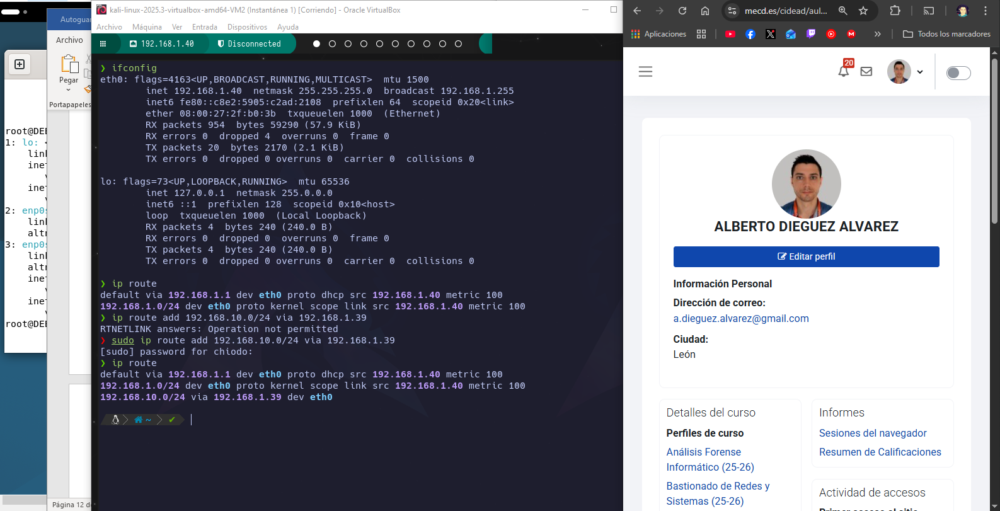 Autoguar
Archivo
Pegar
Portapapeles
root@DEE
1: lo: <
link
inet
v
inet
v
2: enp0s
link
altn
3: enp0s
link
altn
inet
v
inet
v
root@DEE
Página 12 de
kali-linux-2025.3-virtualbox-amd64-VM2 (Instantánea 1) [Corriendo] - Oracle VirtualBox
Archivo Máquina Ver Entrada Dispositivos Ayuda
192.168.1.40 Disconnected
❯ ifconfig
eth0: flags=4163<UP,BROADCAST,RUNNING,MULTICAST>  mtu 1500
        inet 192.168.1.40  netmask 255.255.255.0  broadcast 192.168.1.255
        inet6 fe80::c8e2:5905:c2ad:2108  prefixlen 64  scopeid 0x20<link>
        ether 08:00:27:2f:b0:3b  txqueuelen 1000  (Ethernet)
        RX packets 954  bytes 59290 (57.9 KiB)
        RX errors 0  dropped 4  overruns 0  frame 0
        TX packets 20  bytes 2170 (2.1 KiB)
        TX errors 0  dropped 0 overruns 0  carrier 0  collisions 0
lo: flags=73<UP,LOOPBACK,RUNNING>  mtu 65536
        inet 127.0.0.1  netmask 255.0.0.0
        inet6 ::1  prefixlen 128  scopeid 0x10<host>
        loop  txqueuelen 1000  (Local Loopback)
        RX packets 4  bytes 240 (240.0 B)
        RX errors 0  dropped 0  overruns 0  frame 0
        TX packets 4  bytes 240 (240.0 B)
        TX errors 0  dropped 0 overruns 0  carrier 0  collisions 0
❯ ip route
default via 192.168.1.1 dev eth0 proto dhcp src 192.168.1.40 metric 100
192.168.1.0/24 dev eth0 proto kernel scope link src 192.168.1.40 metric 100
❯ ip route add 192.168.10.0/24 via 192.168.1.39
RTNETLINK answers: Operation not permitted
❯ sudo ip route add 192.168.10.0/24 via 192.168.1.39
[sudo] password for chiodo:
❯ ip route
default via 192.168.1.1 dev eth0 proto dhcp src 192.168.1.40 metric 100
192.168.1.0/24 dev eth0 proto kernel scope link src 192.168.1.40 metric 100
192.168.10.0/24 via 192.168.1.39 dev eth0
~ ✔
mecd.es/cidead/aul...
Aplicaciones
» Todos los marcadores
20
ALBERTO DIEGUEZ ALVAREZ
Editar perfil
Información Personal
Dirección de correo:
a.dieguez.alvarez@gmail.com
Ciudad:
León
Detalles del curso
Perfiles de curso
Análisis Forense
Informático (25-26)
Bastionado de Redes y
Sistemas (25-26)
Informes
Sesiones del navegador
Resumen de Calificaciones
Actividad de accesos
Primer acceso al sitio